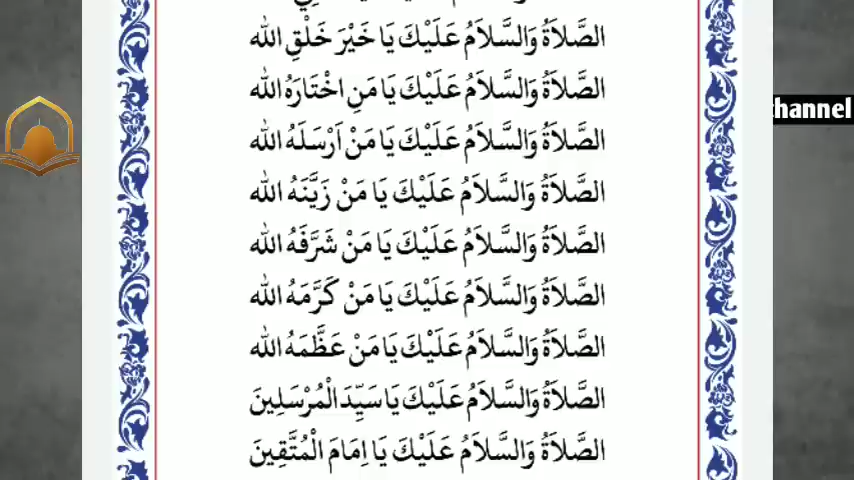 الصَّلاَةُ وَالسَّلاَمُ عَلَيْكَ يَا خَيْرَ خَلْقِ الله
الصَّلاَةُ وَالسَّلاَمُ عَلَيْكَ يَا مَنِ اخْتَارَهُ الله
الصَّلاَةُ وَالسَّلاَمُ عَلَيْكَ يَا مَنْ اَرْسَلَهُ الله
الصَّلاَةُ وَالسَّلاَمُ عَلَيْكَ يَا مَنْ زَيَّنَهُ الله
الصَّلاَةُ وَالسَّلاَمُ عَلَيْكَ يَا مَنْ شَرَّفَهُ الله
الصَّلاَةُ وَالسَّلاَمُ عَلَيْكَ يَا مَنْ كَرَّمَهُ الله
الصَّلاَةُ وَالسَّلاَمُ عَلَيْكَ يَا مَنْ عَظَّمَهُ الله
الصَّلاَةُ وَالسَّلاَمُ عَلَيْكَ يَا سَيِّدَ الْمُرْسَلِينَ
الصَّلاَةُ وَالسَّلاَمُ عَلَيْكَ يَا اِمَامَ الْمُتَّقِينَ
hannel